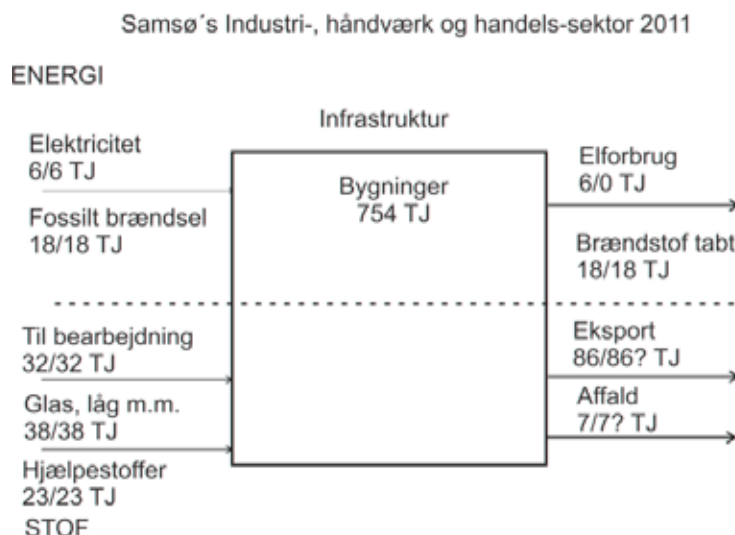 Samsø´s Industri-, håndværk og handels-sektor 2011
ENERGI
Infrastruktur
Elektricitet
6/6 TJ
Fossilt brændsel
18/18 TJ
Bygninger
754 TJ
Elforbrug
6/0 TJ
Brændstof tabt
18/18 TJ
Til bearbejdning
32/32 TJ
Glas, låg m.m.
38/38 TJ
Hjælpestoffer
23/23 TJ
STOF
Eksport
86/86? TJ
Affald
7/7? TJ